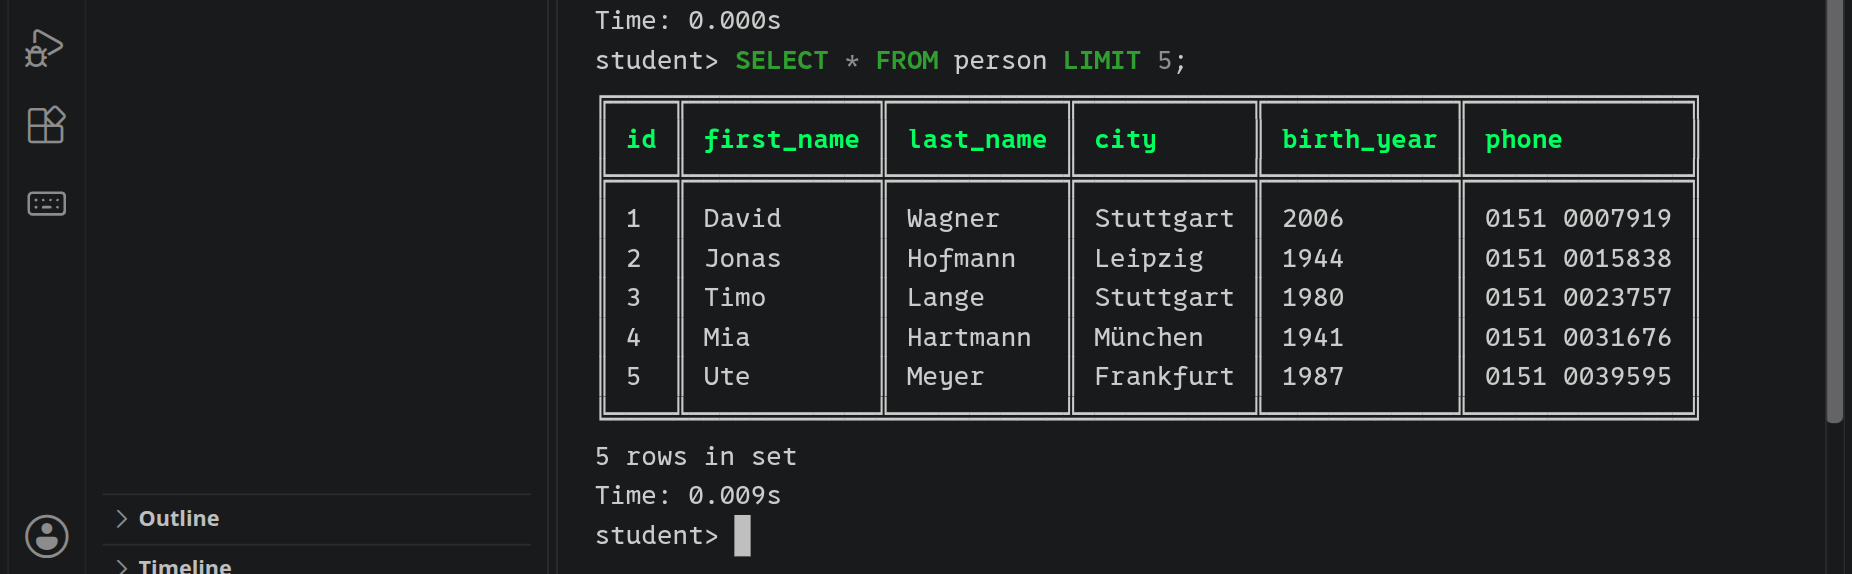 Time: 0.000s
student> SELECT * FROM person LIMIT 5;
id first_name last_name city birth_year phone
1 David Wagner Stuttgart 2006 0151 0007919
2 Jonas Hofmann Leipzig 1944 0151 0015838
3 Timo Lange Stuttgart 1980 0151 0023757
4 Mia Hartmann München 1941 0151 0031676
5 Ute Meyer Frankfurt 1987 0151 0039595
5 rows in set
Time: 0.009s
student>
Outline
Timeline